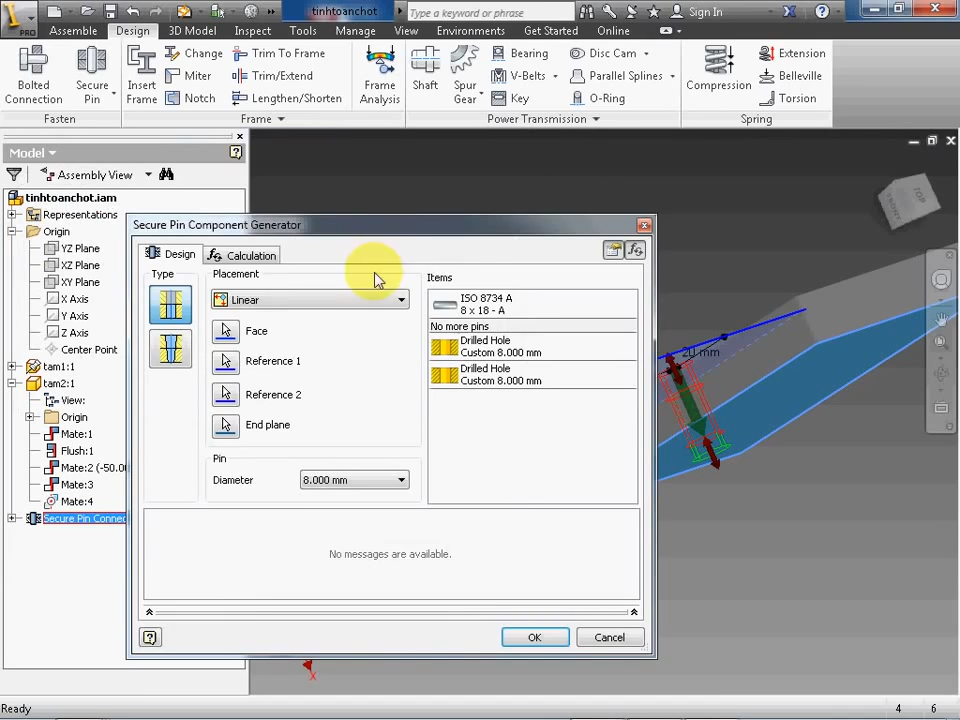 tinhtoanchot
Type a keyword or phrase
Sign In
PRO
Assemble
Design
3D Model
Inspect
Tools
Manage
View
Environments
Get Started
Online
Bolted Connection
Secure Pin
Insert Frame
Change
Miter
Notch
Trim To Frame
Trim/Extend
Lengthen/Shorten
Frame Analysis
Shaft
Spur Gear
Bearing
V-Belts
Key
Disc Cam
Parallel Splines
O-Ring
Compression
Extension
Belleville
Torsion
Fasten
Frame
Power Transmission
Spring
Model
Assembly View
tinhtoanchot.iam
Representations
Origin
YZ Plane
XZ Plane
XY Plane
X Axis
Y Axis
Z Axis
Center Point
tam1:1
tam2:1
View:
Origin
Mate:1
Flush:1
Mate:2 (-50.00
Mate:3
Mate:4
Secure Pin Connec
Secure Pin Component Generator
Design
Calculation
Type
Placement
Linear
Face
Reference 1
Reference 2
End plane
Pin
Diameter
8.000 mm
Items
ISO 8734 A
8 x 18 - A
No more pins
Drilled Hole
Custom 8.000 mm
Drilled Hole
Custom 8.000 mm
No messages are available.
OK
Cancel
20 mm
TOP
FRONT
X
Ready
4
6